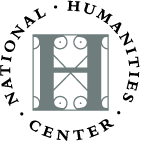 · NATIONAL · HUMANITIES · CENTER
H